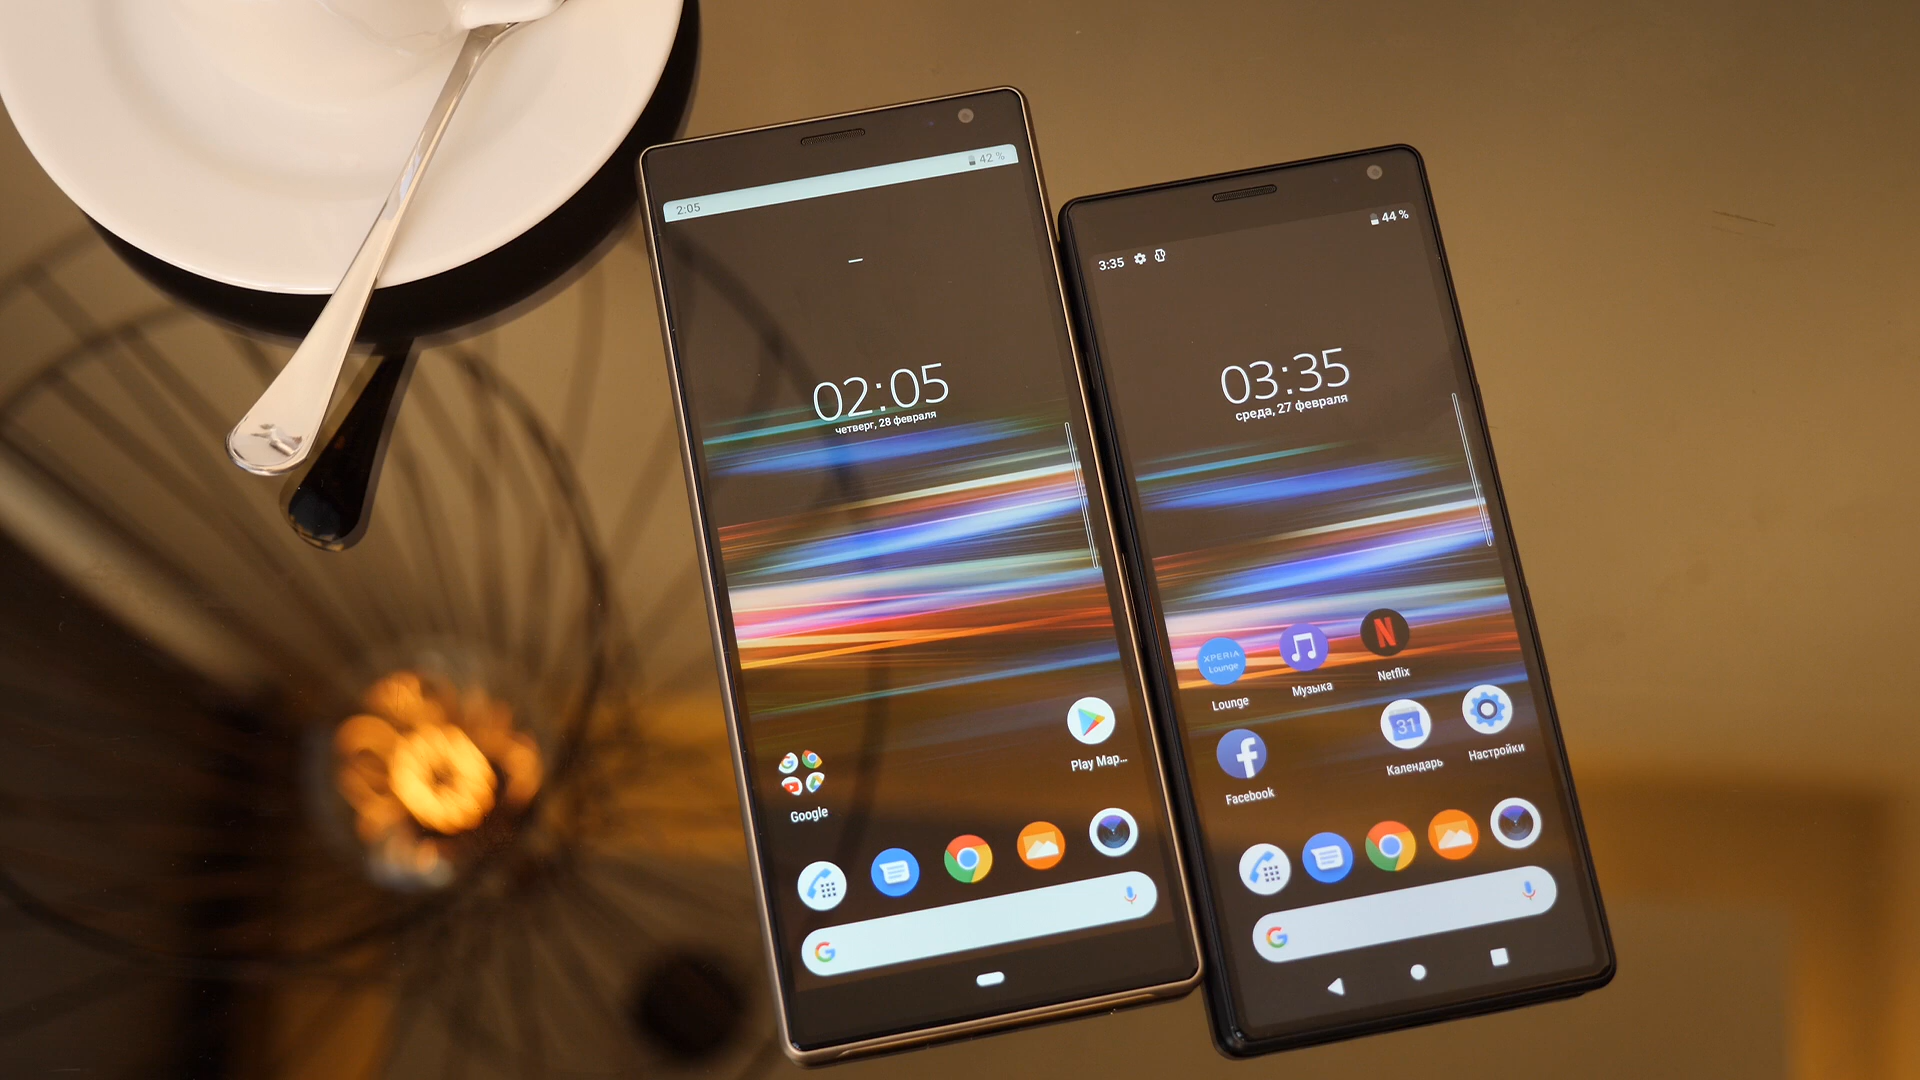 42 %
2:05
02:05
четверг, 28 февраля
Play Мар...
Google
44 %
3:35
03:35
среда, 27 февраля
XPERIA
Lounge
Lounge
Музыка
N
Netflix
31
Календарь
Настройки
f
Facebook
G
G